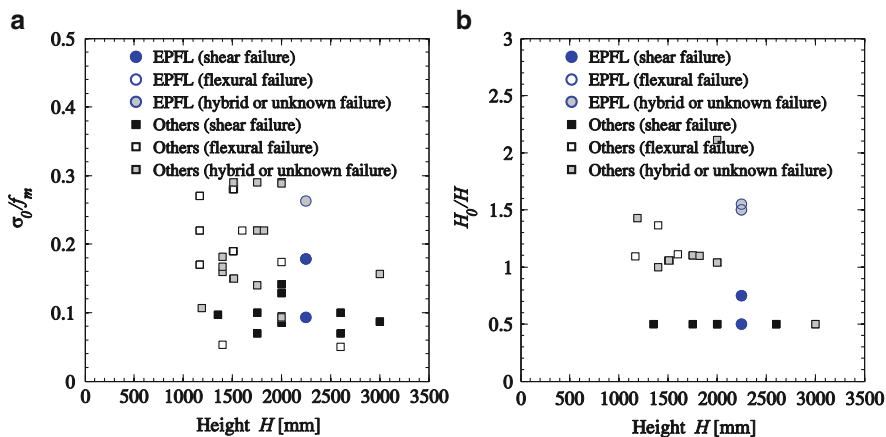 a
0.5
0.4
0.3
0.2
0.1
0
σ0/fm
EPFL (shear failure)
EPFL (flexural failure)
EPFL (hybrid or unknown failure)
Others (shear failure)
Others (flexural failure)
Others (hybrid or unknown failure)
0 500 1000 1500 2000 2500 3000 3500
Height H [mm]
b
3
2.5
2
1.5
1
0.5
0
H0/H
EPFL (shear failure)
EPFL (flexural failure)
EPFL (hybrid or unknown failure)
Others (shear failure)
Others (flexural failure)
Others (hybrid or unknown failure)
0 500 1000 1500 2000 2500 3000 3500
Height H [mm]